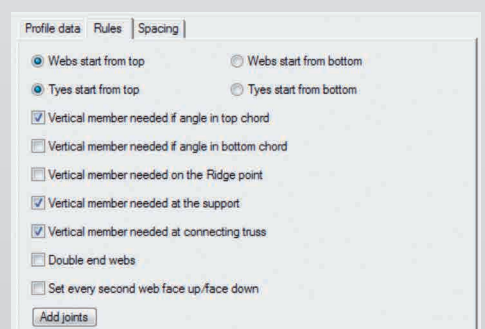 Profile data Rules Spacing
Webs start from top Webs start from bottom
Tyes start from top Tyes start from bottom
Vertical member needed if angle in top chord
Vertical member needed if angle in bottom chord
Vertical member needed on the Ridge point
Vertical member needed at the support
Vertical member needed at connecting truss
Double end webs
Set every second web face up/face down
Add joints